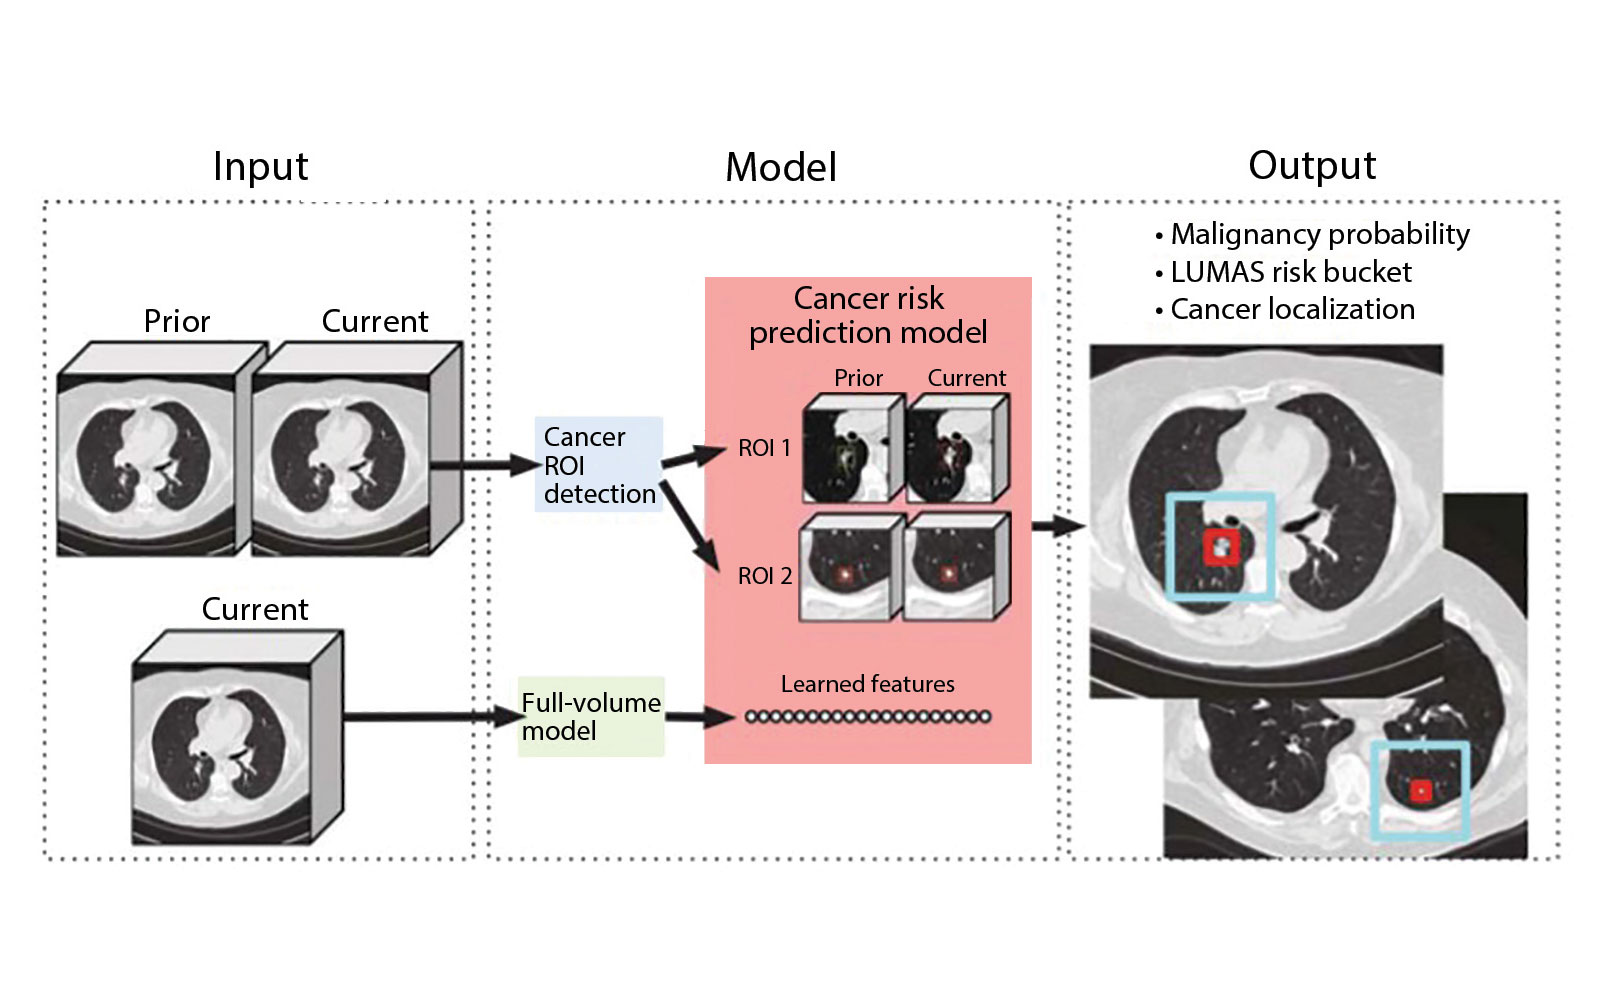 Input
Model
Output
• Malignancy probability
• LUMAS risk bucket
• Cancer localization
Prior
Current
Current
Cancer
ROI
detection
Full-volume
model
Cancer risk
prediction model
Prior
Current
ROI 1
ROI 2
Learned features